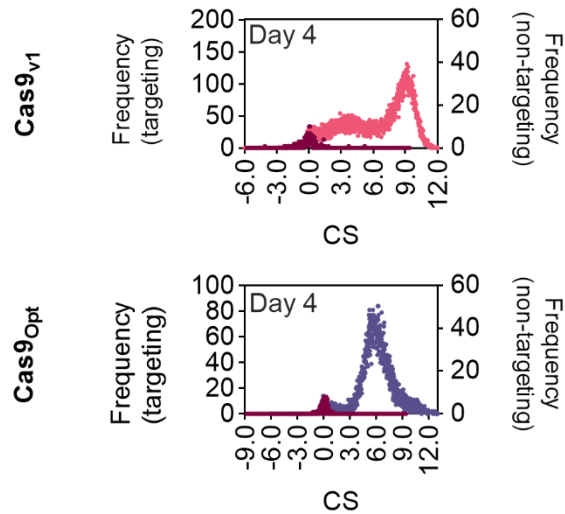 Cas9v1
Frequency
(targeting)
200
150
100
50
0
Day 4
60
40
20
0
Frequency
(non-targeting)
-6.0
-3.0
0.0
3.0
6.0
9.0
12.0
CS
Cas9Opt
Frequency
(targeting)
100
80
60
40
20
0
Day 4
60
40
20
0
Frequency
(non-targeting)
-9.0
-6.0
-3.0
0.0
3.0
6.0
9.0
12.0
CS